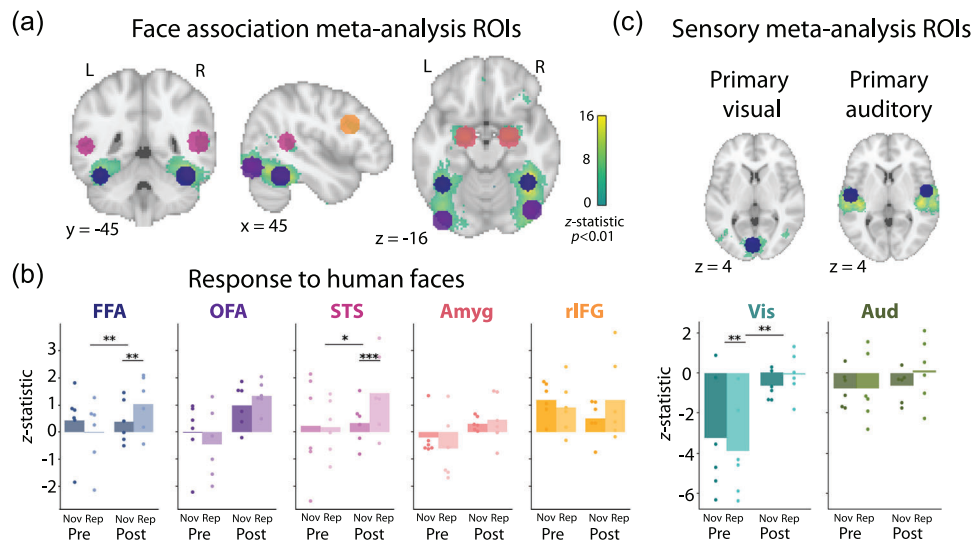 (a)
Face association meta-analysis ROIs
L
R
L
R
16
8
0
z-statistic
p<0.01
y = -45
x = 45
z = -16
(c)
Sensory meta-analysis ROIs
Primary
visual
Primary
auditory
z = 4
z = 4
(b)
Response to human faces
FFA
OFA
STS
Amyg
rIFG
z-statistic
3
2
1
0
-1
-2
**
**
*
***
Nov Rep
Nov Rep
Pre
Post
Nov Rep
Nov Rep
Pre
Post
Nov Rep
Nov Rep
Pre
Post
Nov Rep
Nov Rep
Pre
Post
Nov Rep
Nov Rep
Pre
Post
Vis
Aud
z-statistic
2
0
-2
-4
-6
**
**
Nov Rep
Nov Rep
Pre
Post
Nov Rep
Nov Rep
Pre
Post